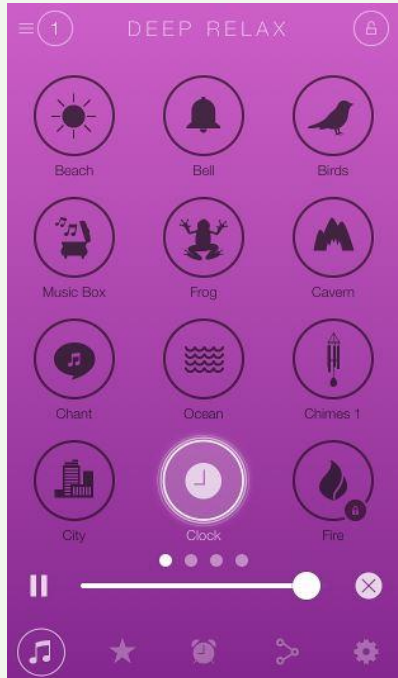 1 DEEP RELAX
Beach Bell Birds
Music Box Frog Cavern
Chant Ocean Chimes 1
City Clock Fire